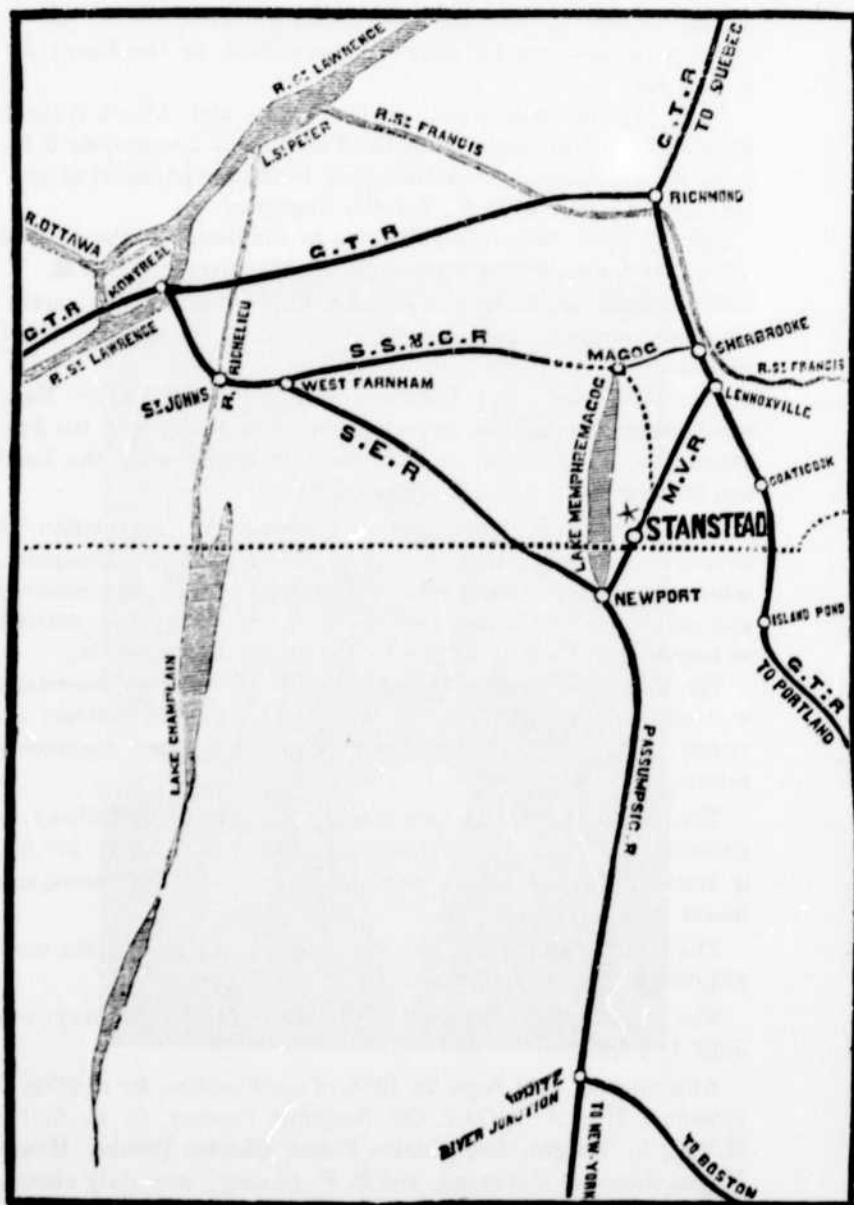 R. St LAWRENCE
G.T.R
TO QUEBEC
L. St PETER
R. St FRANCIS
RICHMOND
R. OTTAWA
MONTREAL
G.T.R
G.T.R
R. St LAWRENCE
RICHELIEU
R.
S.S.&.C.R
MAGOG
SHERBROOKE
R. St FRANCIS
St JOHNS
WEST FARNHAM
LENNOXVILLE
LAKE MEMPHREEMAGOG
S.E.R
M.V.R
COATICOOK
STANSTEAD
NEWPORT
ISLAND POND
G.T.R
TO PORTLAND
LAKE CHAMPLAIN
PASSUMPSIC. R
WHITE
RIVER JUNCTION
TO NEW-YORK
TO BOSTON